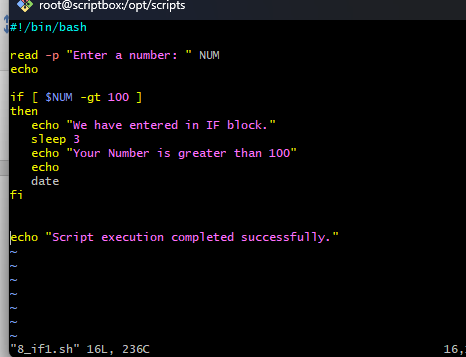 root@scriptbox:/opt/scripts
#!/bin/bash
read -p "Enter a number: " NUM
echo
if [ $NUM -gt 100 ]
then
   echo "We have entered in IF block."
   sleep 3
   echo "Your Number is greater than 100"
   echo
   date
fi
echo "Script execution completed successfully."
~
~
~
~
~
~
"8_if1.sh" 16L, 236C 16,